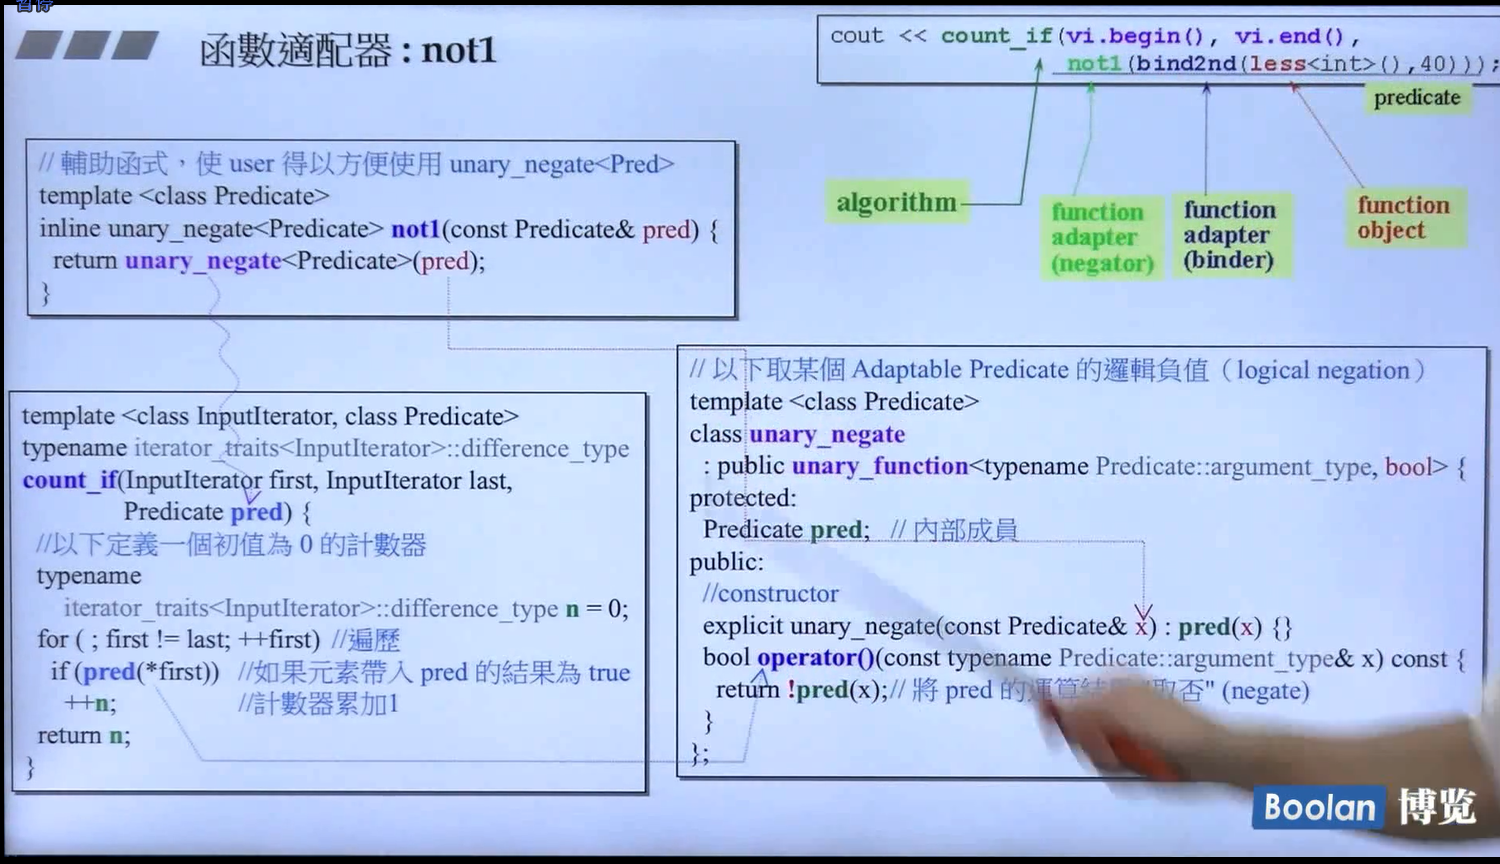 暂停
函數適配器 : not1
cout << count_if(vi.begin(), vi.end(),
not1(bind2nd(less<int>(),40)));
predicate
algorithm
function
adapter
(negator)
function
adapter
(binder)
function
object
// 輔助函式，使 user 得以方便使用 unary_negate<Pred>
template <class Predicate>
inline unary_negate<Predicate> not1(const Predicate& pred) {
return unary_negate<Predicate>(pred);
}
template <class InputIterator, class Predicate>
typename iterator_traits<InputIterator>::difference_type
count_if(InputIterator first, InputIterator last,
Predicate pred) {
//以下定義一個初值為 0 的計數器
typename
iterator_traits<InputIterator>::difference_type n = 0;
for ( ; first != last; ++first) //遍歷
if (pred(*first)) //如果元素帶入 pred 的結果為 true
++n; //計數器累加1
return n;
}
// 以下取某個 Adaptable Predicate 的邏輯負值（logical negation）
template <class Predicate>
class unary_negate
: public unary_function<typename Predicate::argument_type, bool> {
protected:
Predicate pred; // 內部成員
public:
//constructor
explicit unary_negate(const Predicate& x) : pred(x) {}
bool operator()(const typename Predicate::argument_type& x) const {
return !pred(x);// 將 pred 的運算結 "取否" (negate)
}
};
Boolan 博览